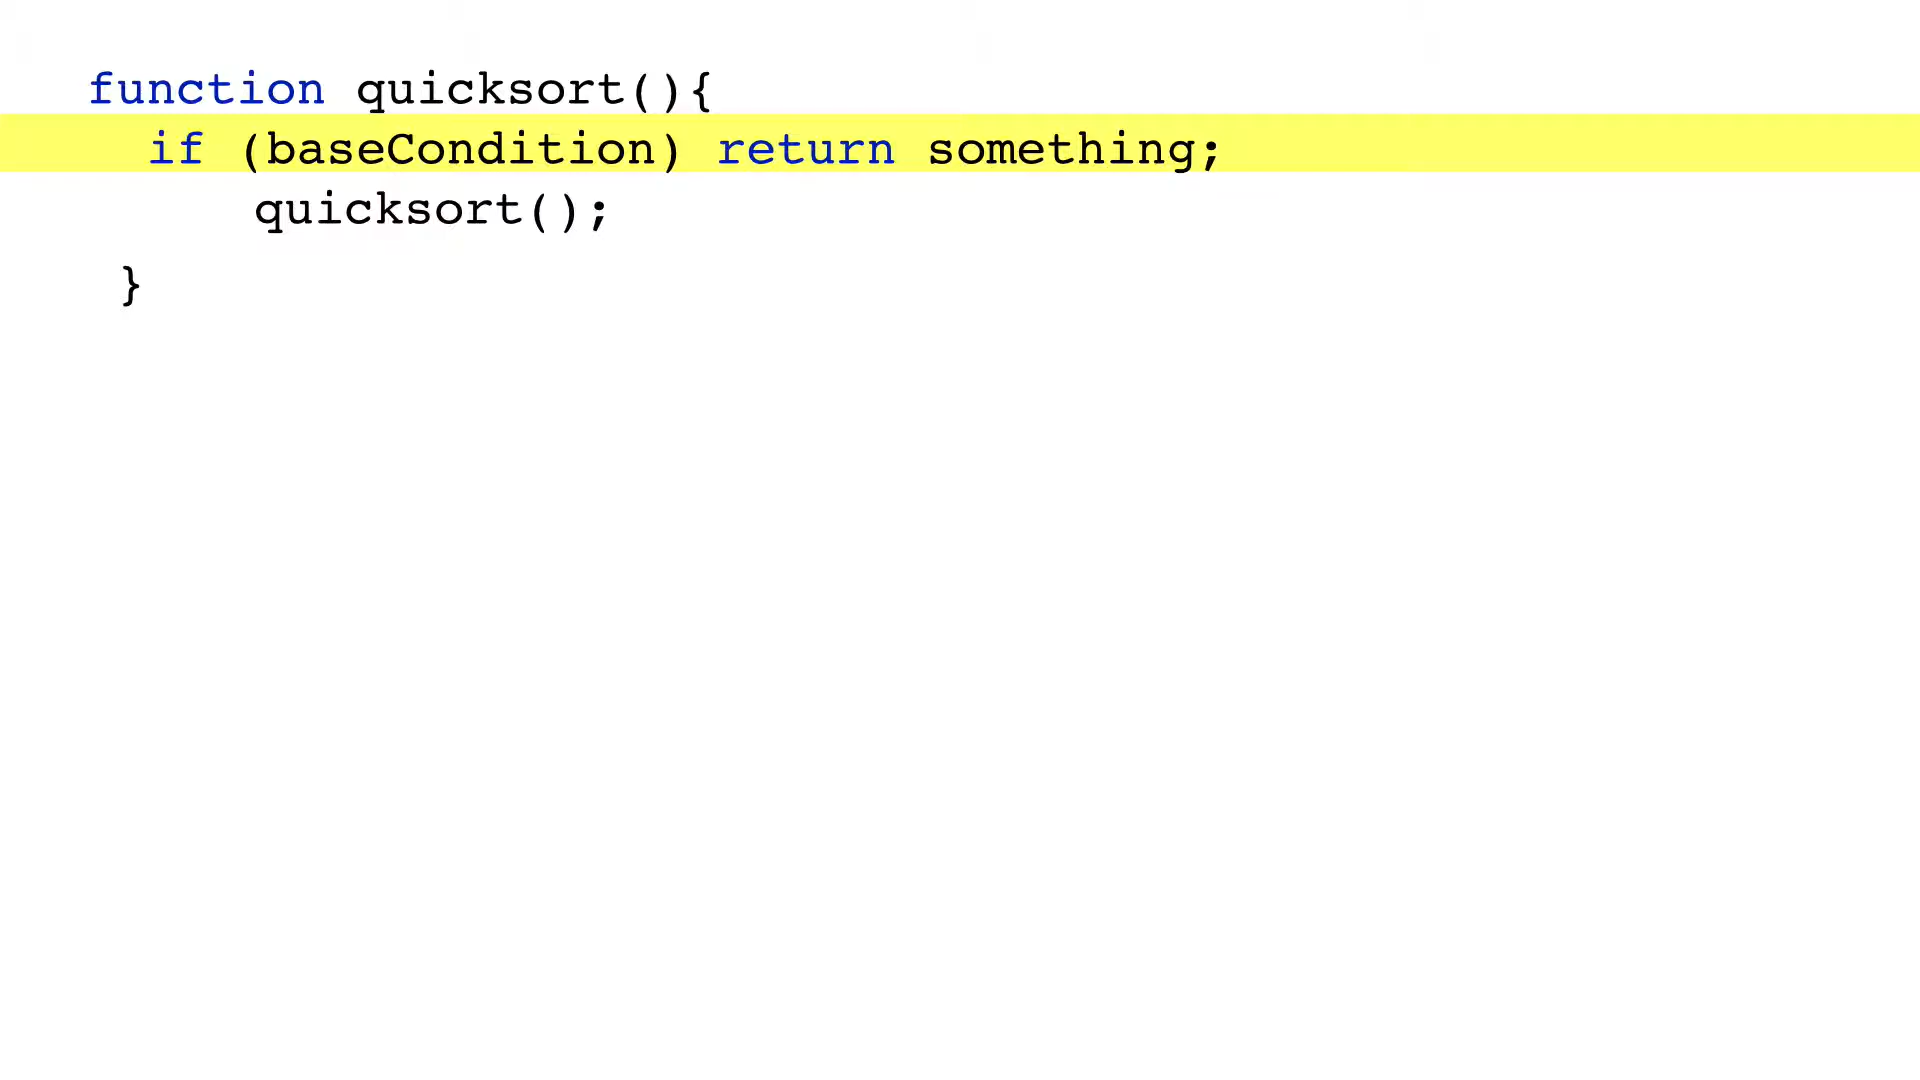 function quicksort(){
if (baseCondition) return something;
quicksort();
}